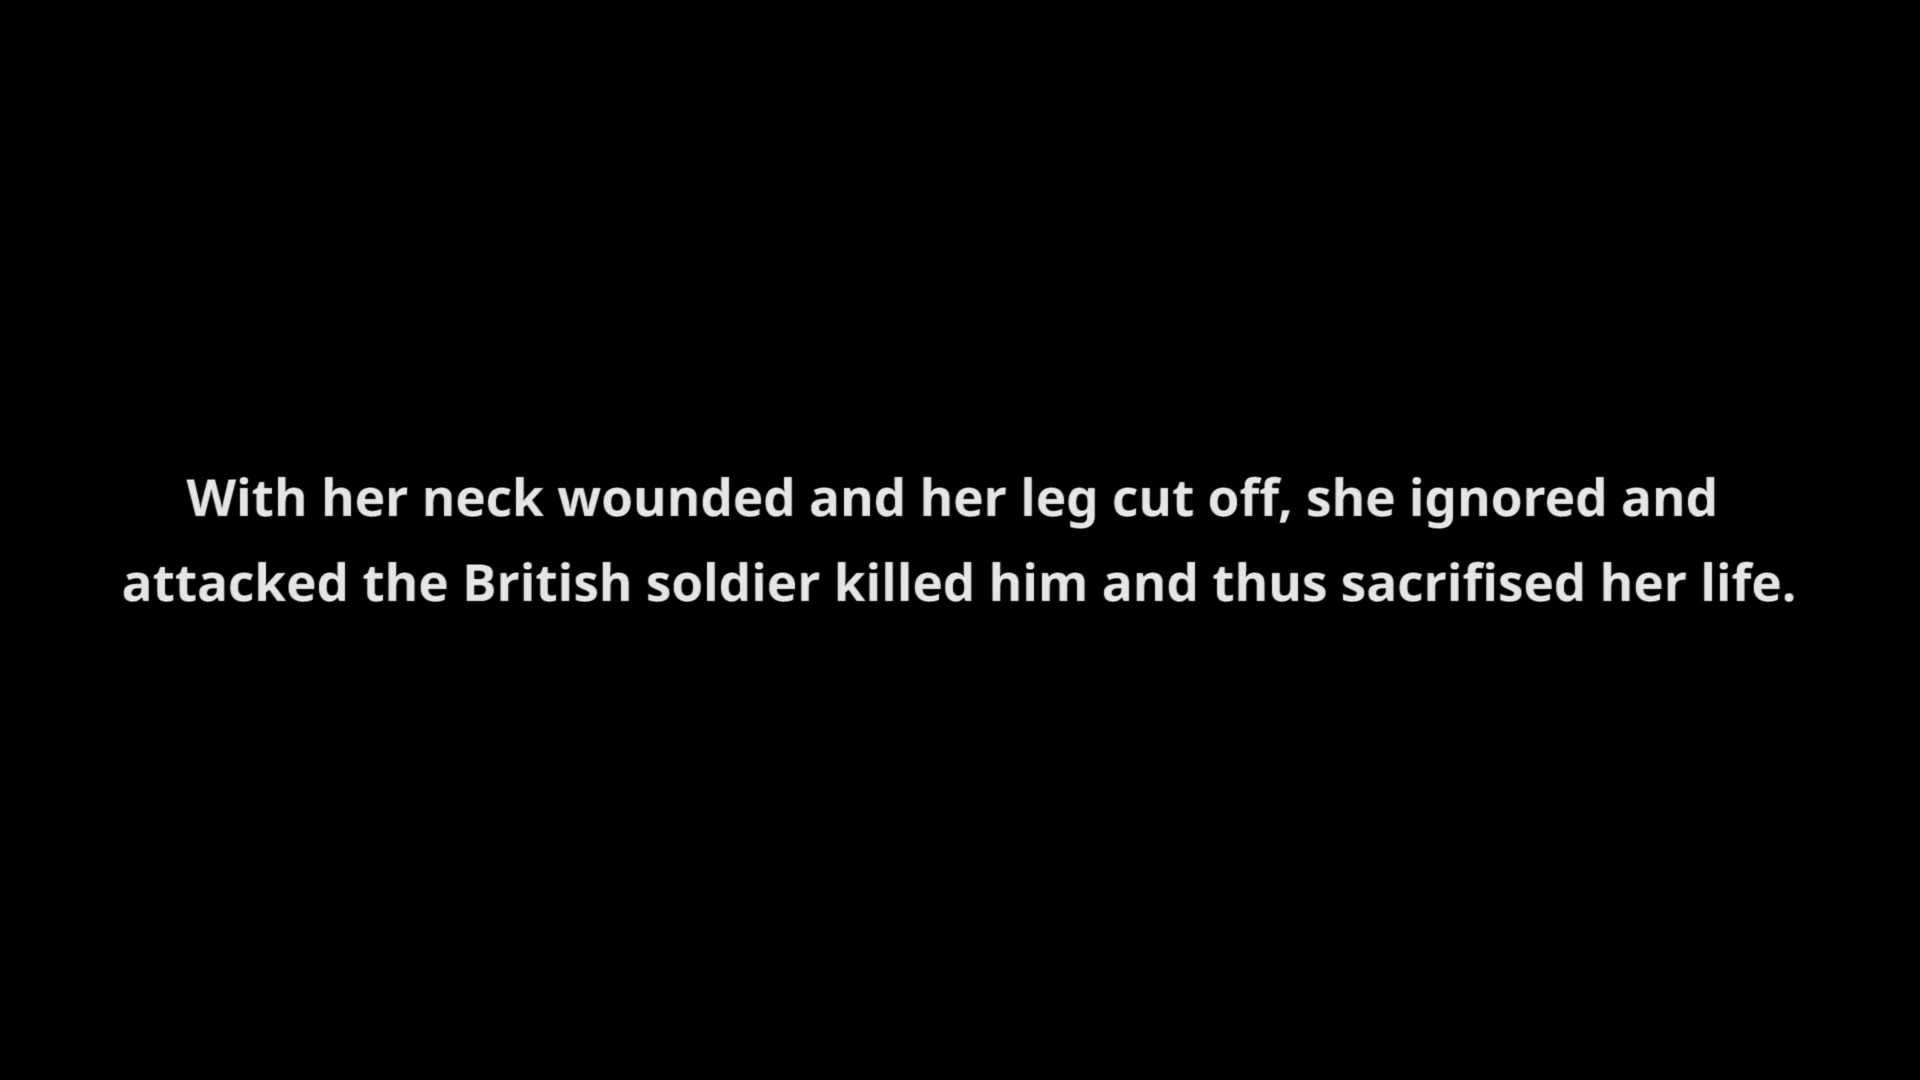 With her neck wounded and her leg cut off, she ignored and
attacked the British soldier killed him and thus sacrifised her life.